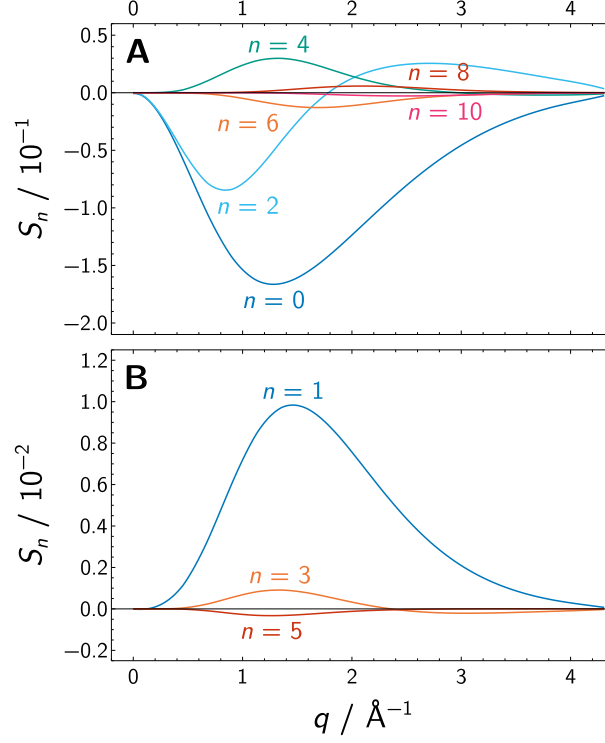 0 1 2 3 4
A
n = 4
n = 8
n = 6
n = 10
n = 2
n = 0
0.5
0.0
−0.5
−1.0
−1.5
−2.0
Sₙ / 10⁻¹
B
n = 1
n = 3
n = 5
1.2
1.0
0.8
0.6
0.4
0.2
0.0
−0.2
Sₙ / 10⁻²
0 1 2 3 4
q / Å⁻¹